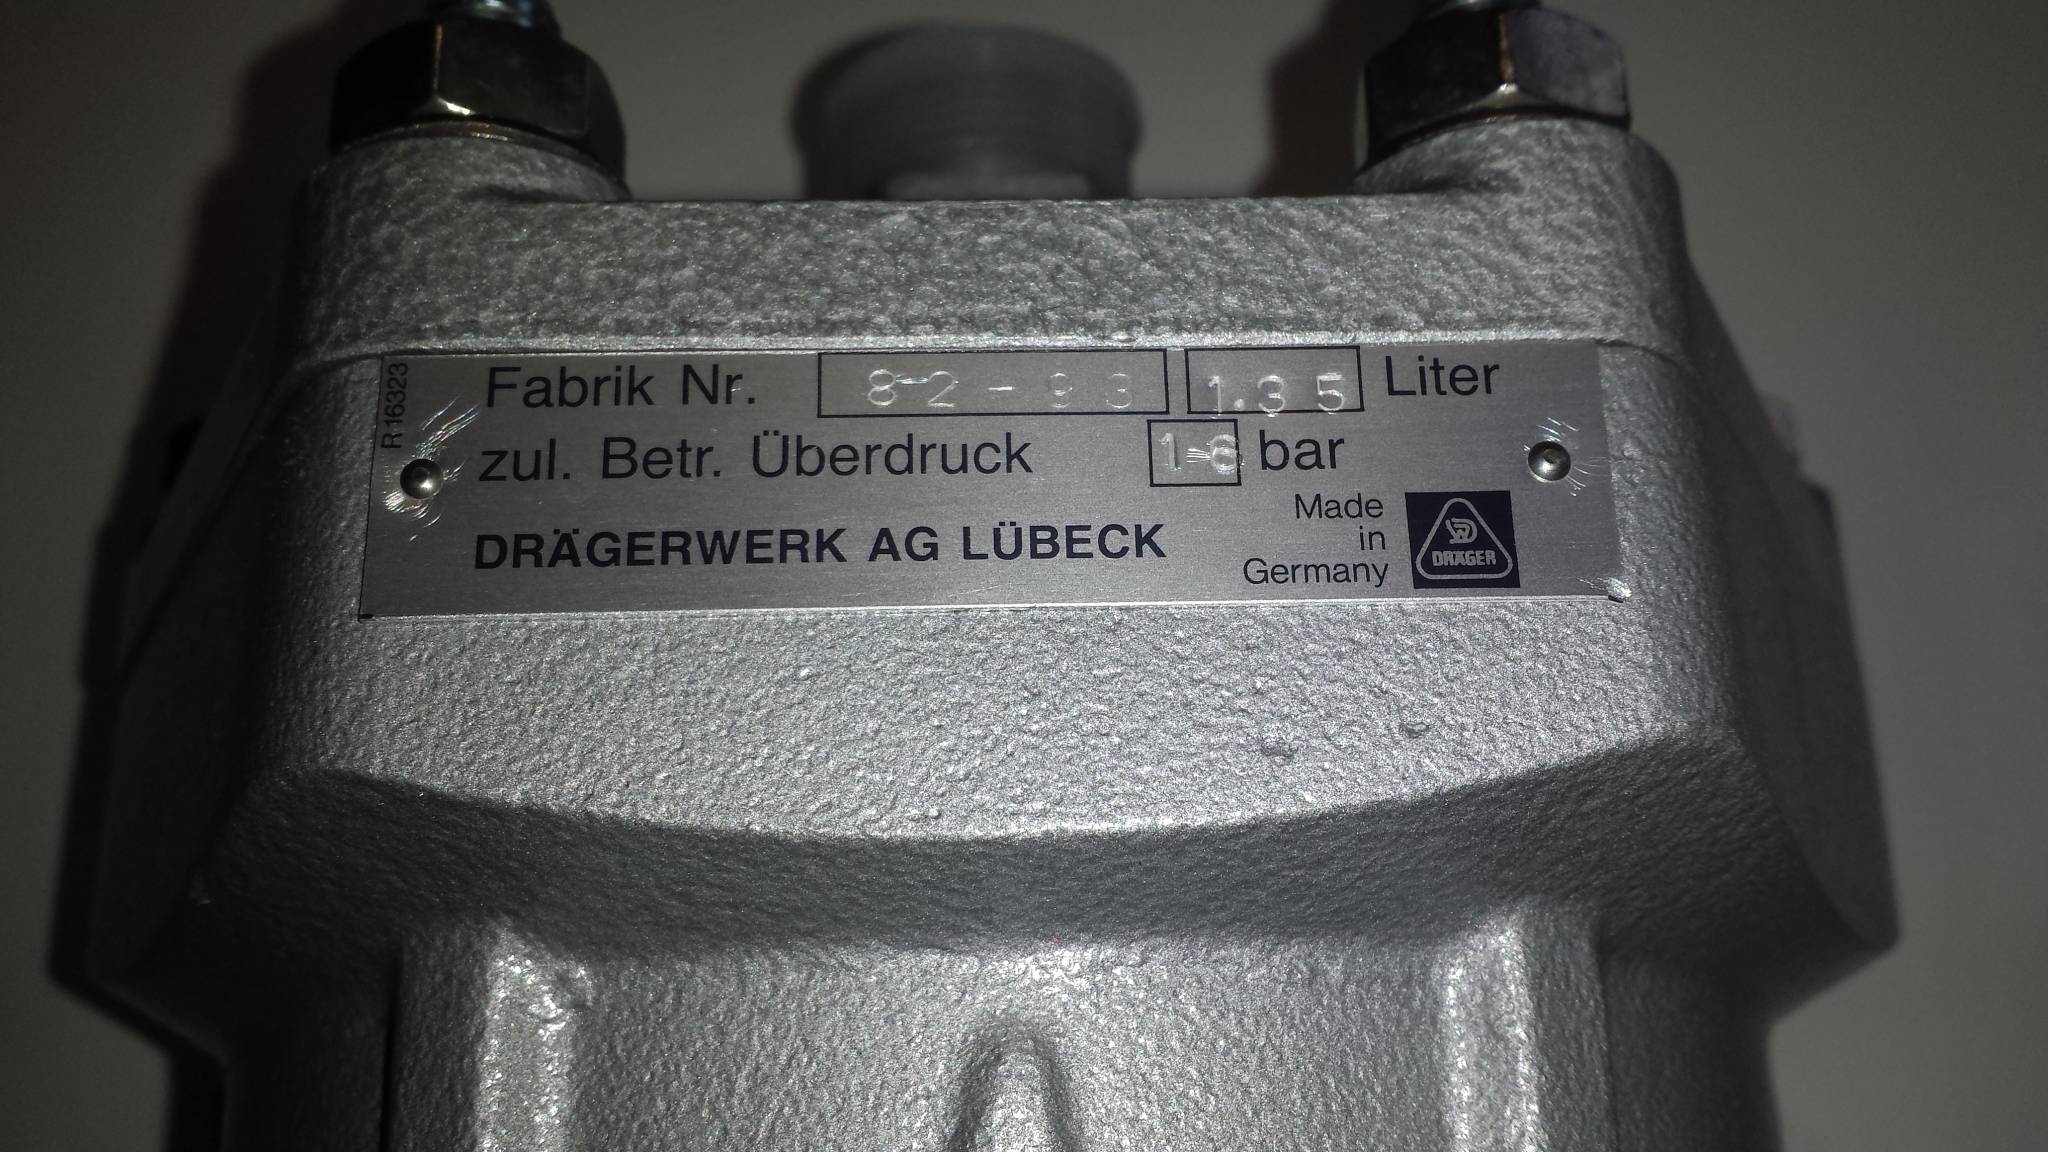 R 16323
Fabrik Nr. 82-93 1.35 Liter
zul. Betr. Überdruck 16 bar
DRÄGERWERK AG LÜBECK
Made
in
Germany
DRÄGER